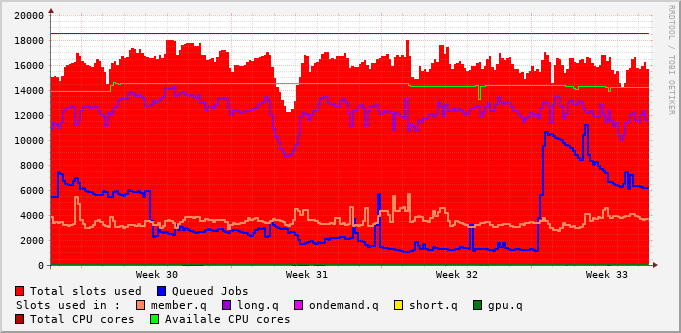 20000
18000
16000
14000
12000
10000
8000
6000
4000
2000
0
Week 30 Week 31 Week 32 Week 33
Total slots used Queued Jobs
Slots used in : member.q long.q ondemand.q short.q gpu.q
Total CPU cores Availale CPU cores
RRDTOOL / TOBI OETIKER